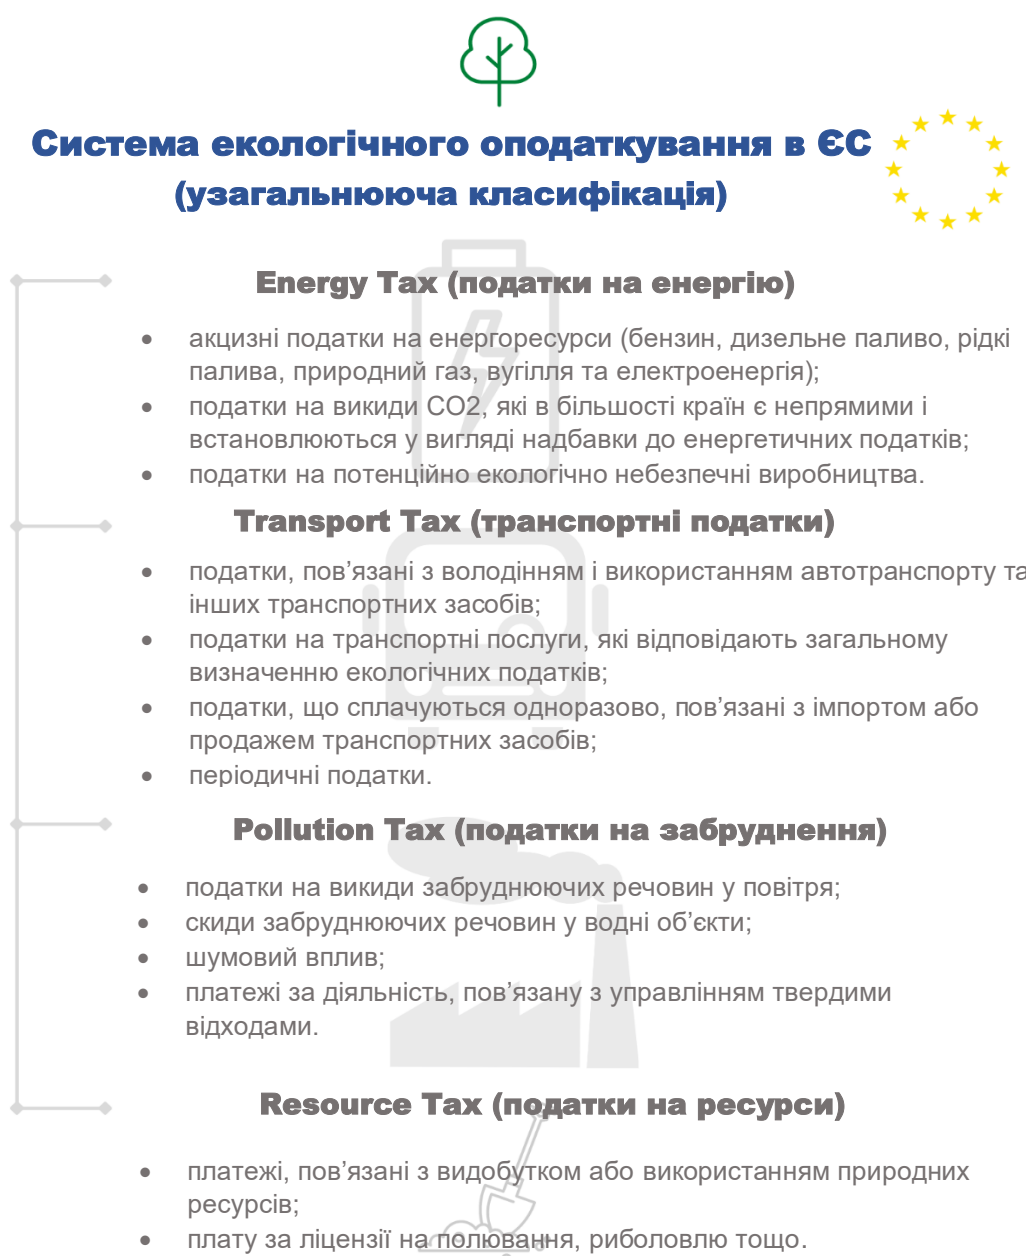 Система екологічного оподаткування в ЄС
(узагальнююча класифікація)
Energy Tax (податки на енергію)
• акцизні податки на енергоресурси (бензин, дизельне паливо, рідкі
палива, природний газ, вугілля та електроенергія);
• податки на викиди СО2, які в більшості країн є непрямими і
встановлюються у вигляді надбавки до енергетичних податків;
• податки на потенційно екологічно небезпечні виробництва.
Transport Tax (транспортні податки)
• податки, пов’язані з володінням і використанням автотранспорту та
інших транспортних засобів;
• податки на транспортні послуги, які відповідають загальному
визначенню екологічних податків;
• податки, що сплачуються одноразово, пов’язані з імпортом або
продажем транспортних засобів;
• періодичні податки.
Pollution Tax (податки на забруднення)
• податки на викиди забруднюючих речовин у повітря;
• скиди забруднюючих речовин у водні об’єкти;
• шумовий вплив;
• платежі за діяльність, пов’язану з управлінням твердими
відходами.
Resource Tax (податки на ресурси)
• платежі, пов’язані з видобутком або використанням природних
ресурсів;
• плату за ліцензії на полювання, риболовлю тощо.